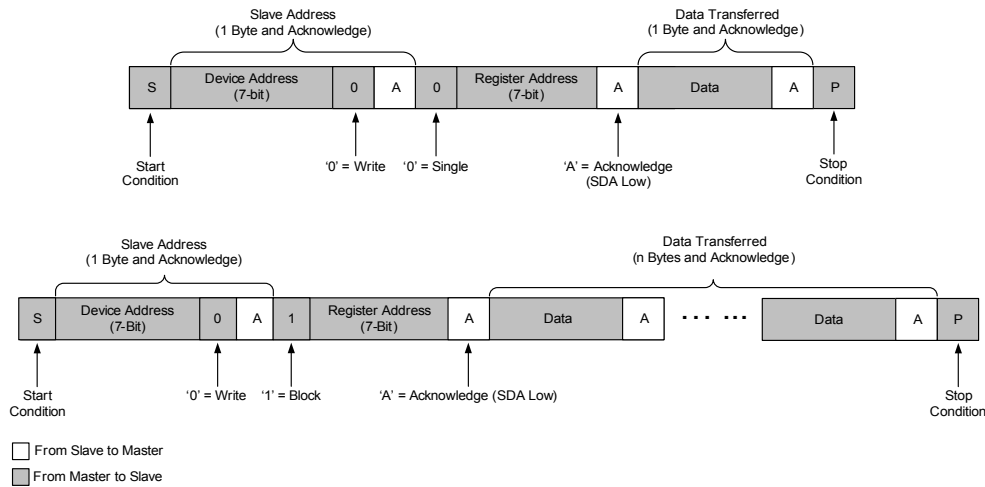 Slave Address
(1 Byte and Acknowledge)
Data Transferred
(1 Byte and Acknowledge)
S
Device Address
(7-bit)
0
A
0
Register Address
(7-bit)
A
Data
A
P
Start
Condition
‘0’ = Write
‘0’ = Single
‘A’ = Acknowledge
(SDA Low)
Stop
Condition
Slave Address
(1 Byte and Acknowledge)
Data Transferred
(n Bytes and Acknowledge)
S
Device Address
(7-Bit)
0
A
1
Register Address
(7-Bit)
A
Data
A
... ...
Data
A
P
Start
Condition
‘0’ = Write
‘1’ = Block
‘A’ = Acknowledge (SDA Low)
Stop
Condition
From Slave to Master
From Master to Slave